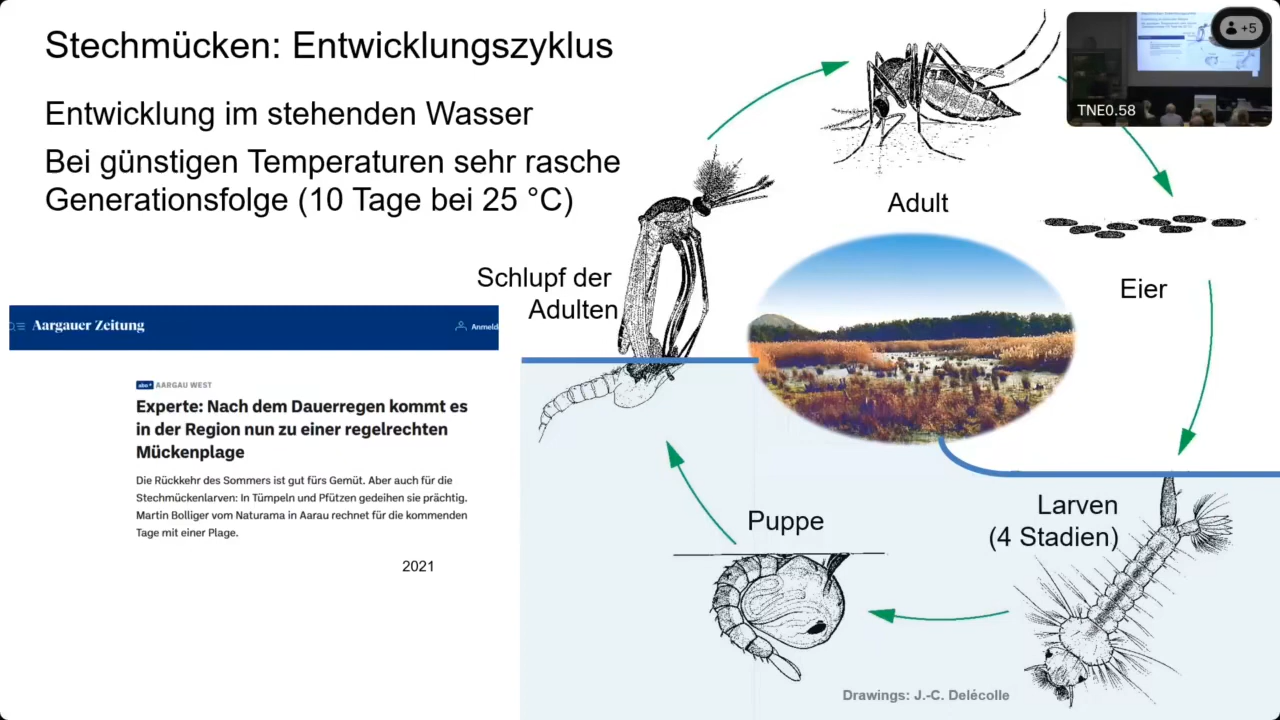 Stechmücken: Entwicklungszyklus
Entwicklung im stehenden Wasser
Bei günstigen Temperaturen sehr rasche
Generationsfolge (10 Tage bei 25 °C)
+5
TNE0.58
Adult
Eier
Schlupf der
Adulten
Larven
(4 Stadien)
Puppe
Aargauer Zeitung
Anmeld
abo+ AARGAU WEST
Experte: Nach dem Dauerregen kommt es
in der Region nun zu einer regelrechten
Mückenplage
Die Rückkehr des Sommers ist gut fürs Gemüt. Aber auch für die
Stechmückenlarven: In Tümpeln und Pfützen gedeihen sie prächtig.
Martin Bolliger vom Naturama in Aarau rechnet für die kommenden
Tage mit einer Plage.
2021
Drawings: J.-C. Delécolle